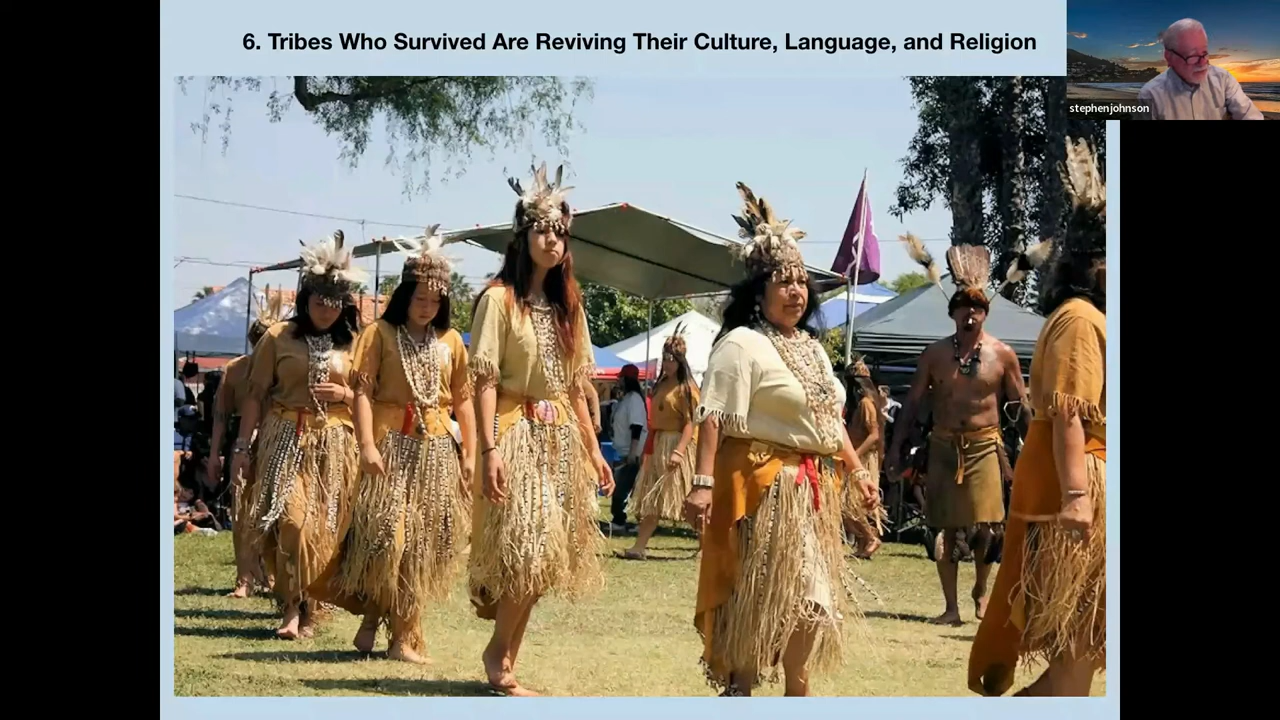 6. Tribes Who Survived Are Reviving Their Culture, Language, and Religion
stephenjohnson